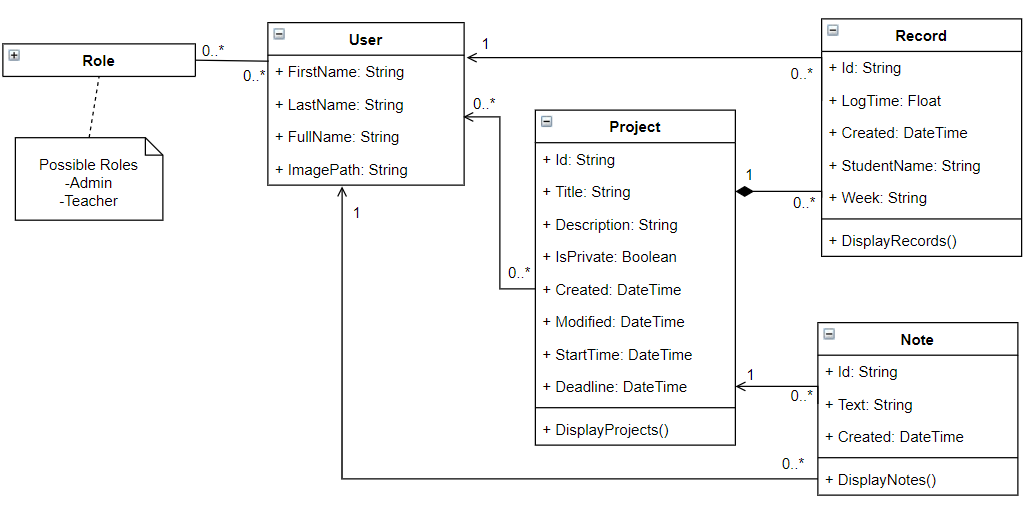 Role
Possible Roles
-Admin
-Teacher
0..*
0..*
User
+ FirstName: String
+ LastName: String
+ FullName: String
+ ImagePath: String
1
0..*
0..*
0..*
1
0..*
Project
+ Id: String
+ Title: String
+ Description: String
+ IsPrivate: Boolean
+ Created: DateTime
+ Modified: DateTime
+ StartTime: DateTime
+ Deadline: DateTime
+ DisplayProjects()
1
0..*
1
0..*
Record
+ Id: String
+ LogTime: Float
+ Created: DateTime
+ StudentName: String
+ Week: String
+ DisplayRecords()
Note
+ Id: String
+ Text: String
+ Created: DateTime
+ DisplayNotes()